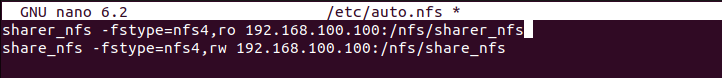 GNU nano 6.2 /etc/auto.nfs *
sharer_nfs -fstype=nfs4,ro 192.168.100.100:/nfs/sharer_nfs
share_nfs -fstype=nfs4,rw 192.168.100.100:/nfs/share_nfs